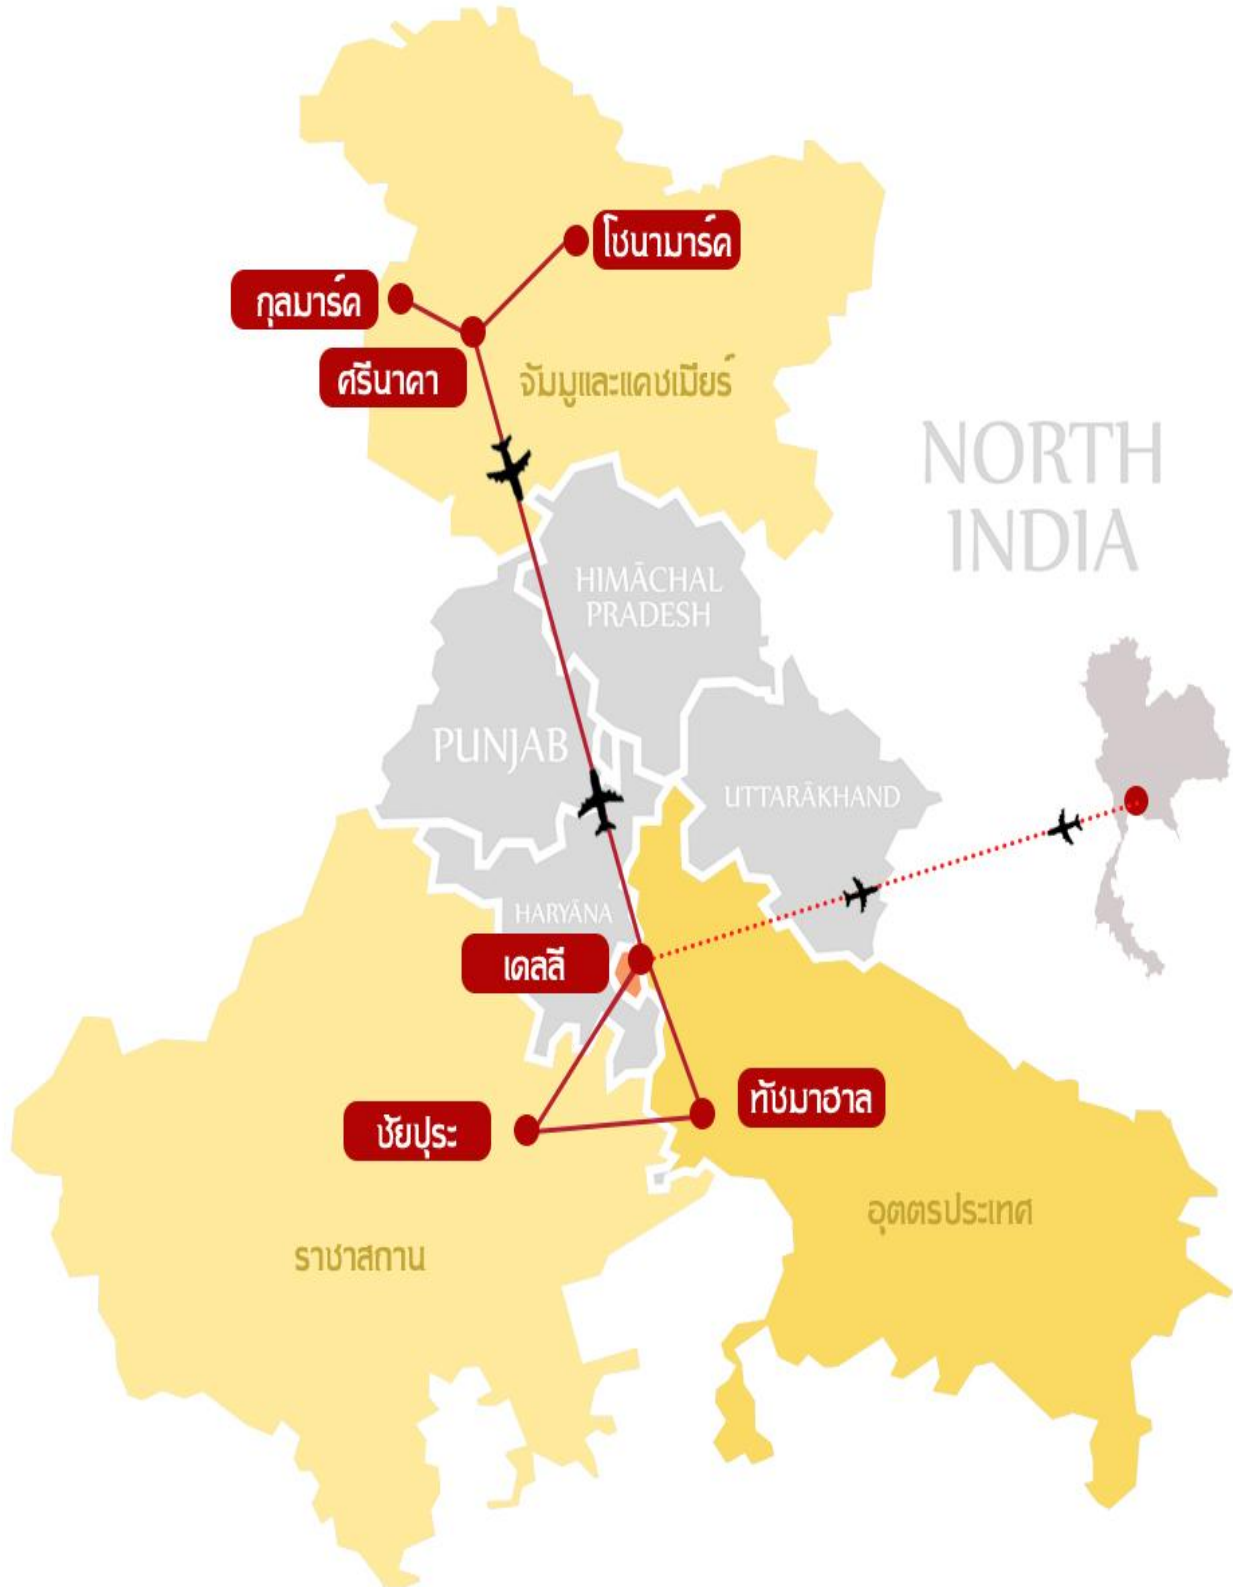 โซนามาร์ค
กุลมาร์ค
ศรีนาคา
จัมมูและแคชเมียร์
NORTH
INDIA
HIMĀCHAL
PRADESH
PUNJAB
UTTARĀKHAND
HARYĀNA
เดลลี
ทัชมาฮาล
ชัยปุระ
อุตตรประเทศ
ราชาสถาน